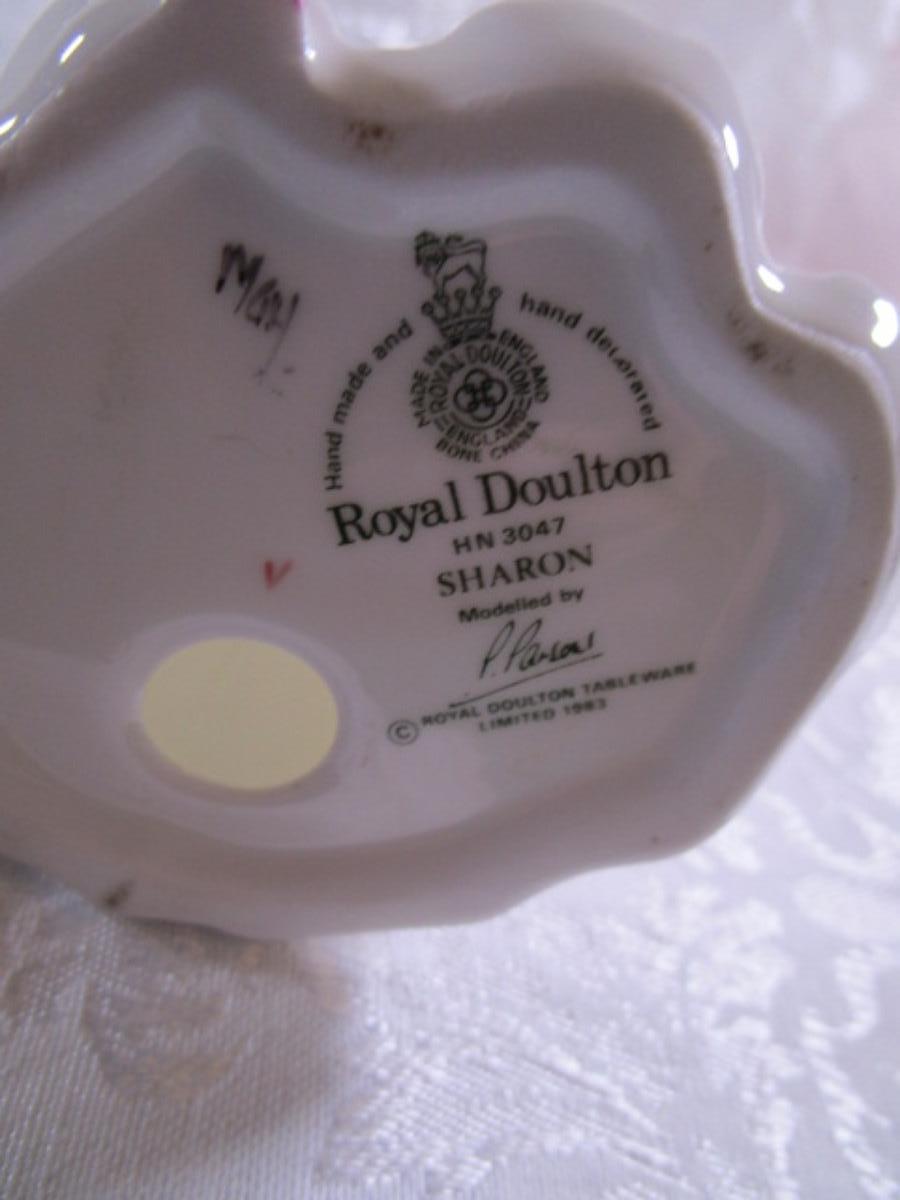 May
Hand made and hand decorated
MADE IN ENGLAND
ROYAL DOULTON
ENGLAND
BONE CHINA
Royal Doulton
HN 3047
SHARON
Modelled by
P. Parsons
© ROYAL DOULTON TABLEWARE
LIMITED 1983